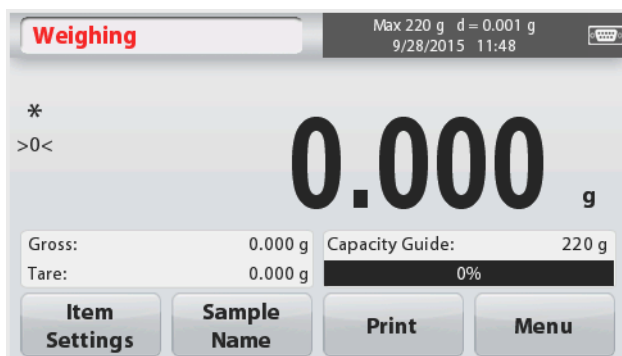 Weighing
Max 220 g d = 0.001 g
9/28/2015 11:48
*
>0<
0.000 g
Gross: 0.000 g
Tare: 0.000 g
Capacity Guide: 220 g
0%
Item
Settings
Sample
Name
Print
Menu